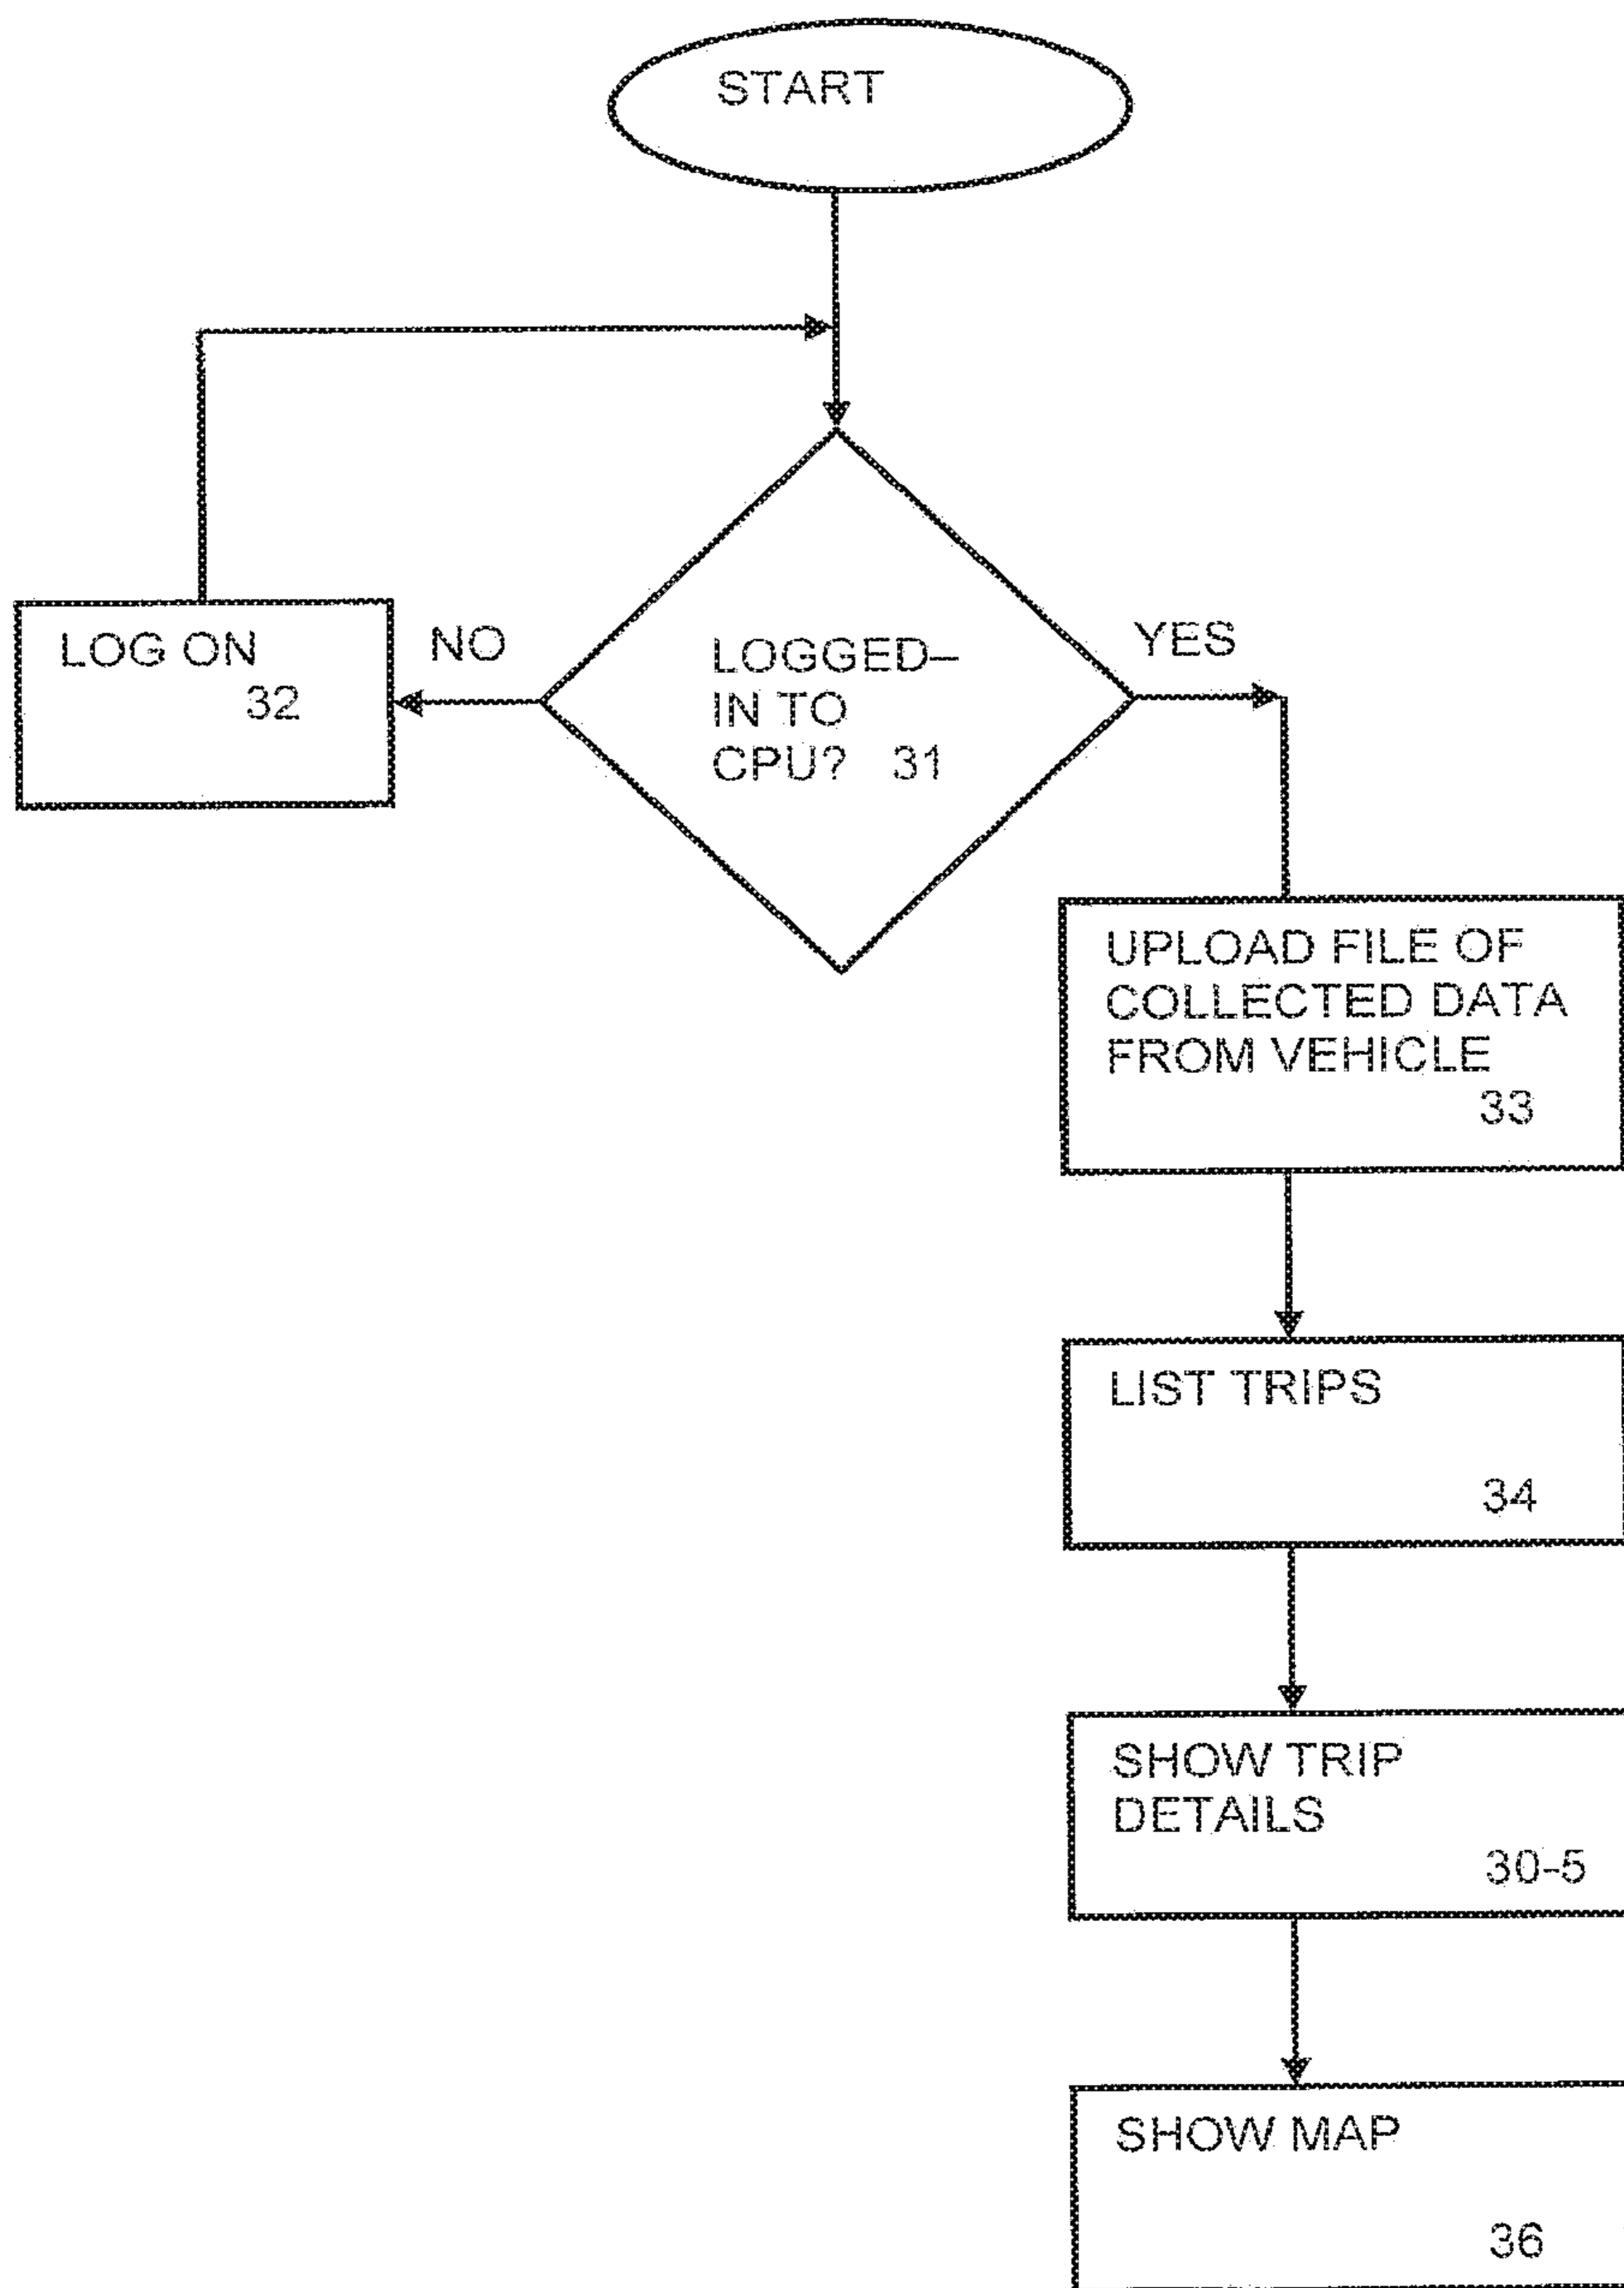 START
LOG ON
32
NO
LOGGED–
IN TO
CPU? 31
YES
UPLOAD FILE OF
COLLECTED DATA
FROM VEHICLE
33
LIST TRIPS
34
SHOW TRIP
DETAILS
30-5
SHOW MAP
36